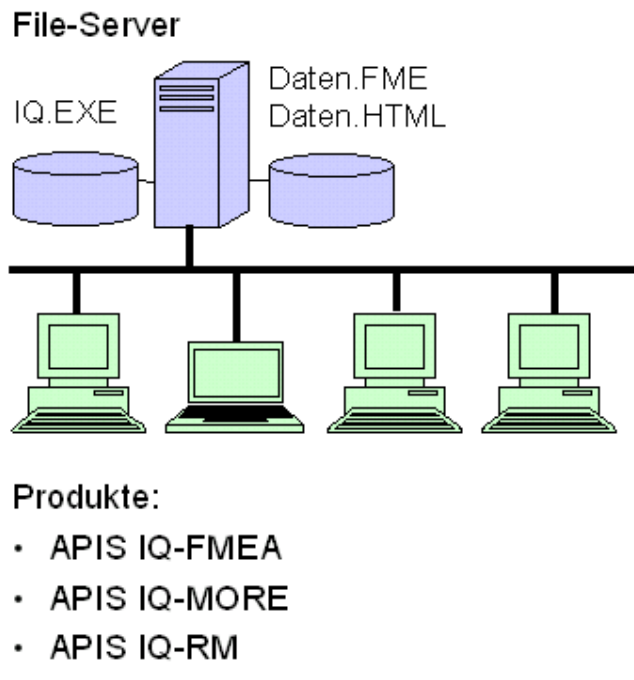 File-Server
IQ.EXE
Daten.FME
Daten.HTML
Produkte:
• APIS IQ-FMEA
• APIS IQ-MORE
• APIS IQ-RM